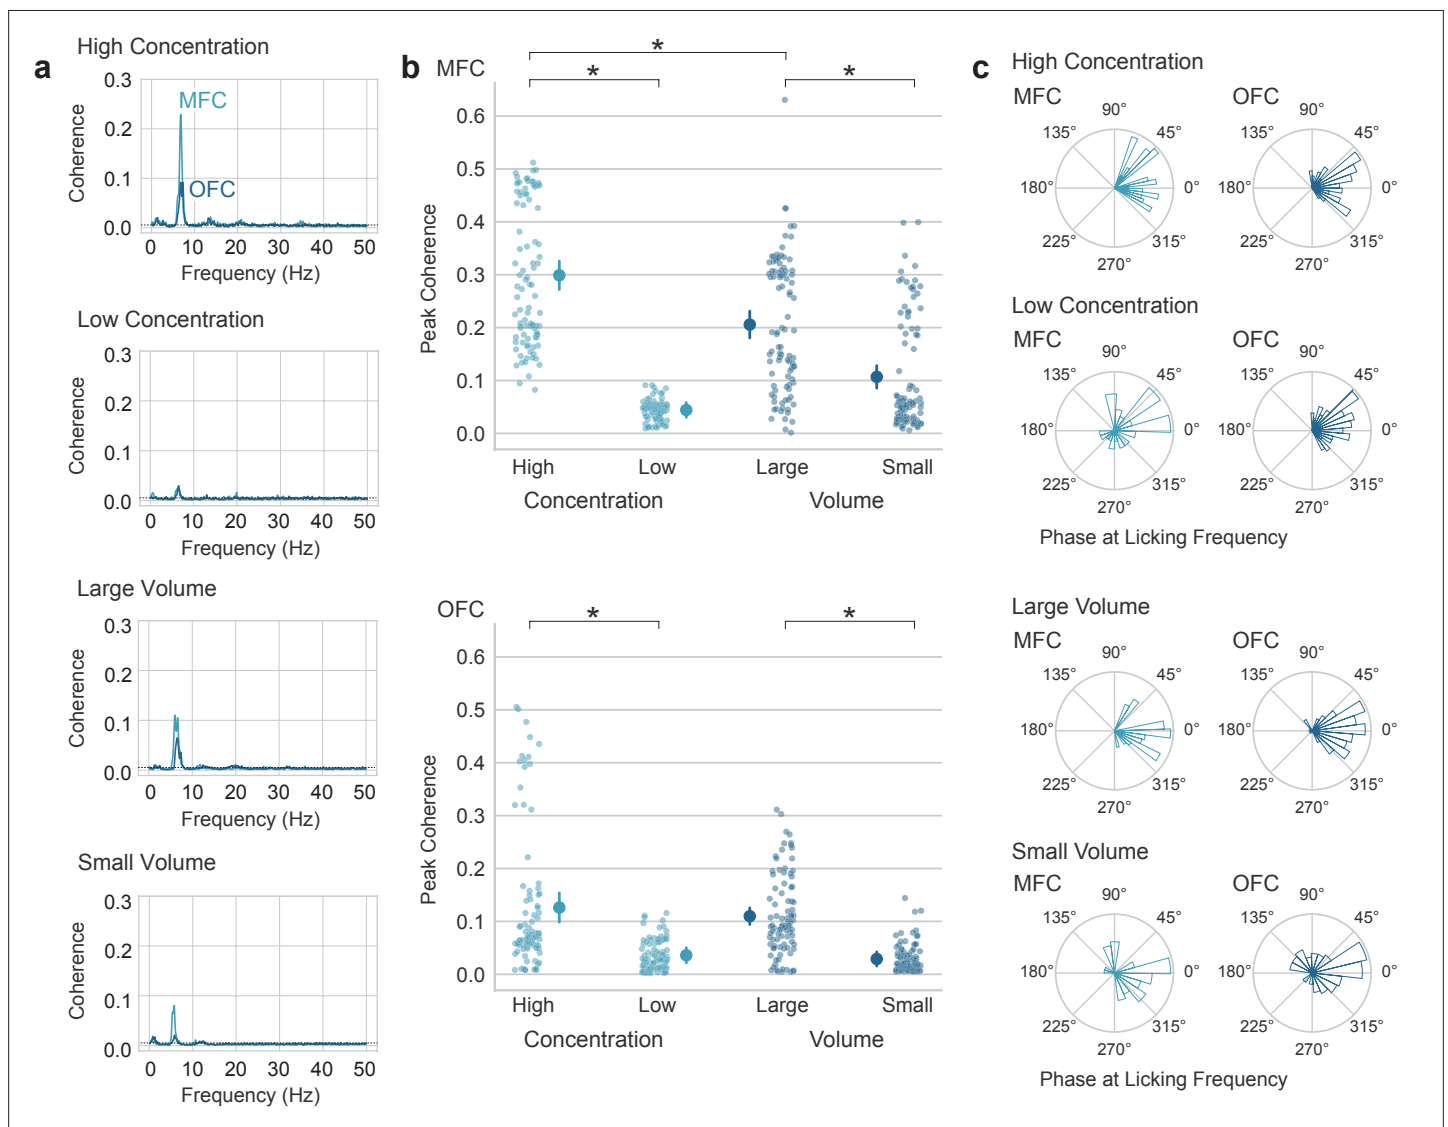 a
High Concentration
0.3
0.2
0.1
0.0
Coherence
MFC
OFC
0 10 20 30 40 50
Frequency (Hz)
Low Concentration
0.3
0.2
0.1
0.0
Coherence
0 10 20 30 40 50
Frequency (Hz)
Large Volume
0.3
0.2
0.1
0.0
Coherence
0 10 20 30 40 50
Frequency (Hz)
Small Volume
0.3
0.2
0.1
0.0
Coherence
0 10 20 30 40 50
Frequency (Hz)
b
MFC
*
* *
0.6
0.5
0.4
0.3
0.2
0.1
0.0
Peak Coherence
High Low Large Small
Concentration Volume
OFC
* *
0.6
0.5
0.4
0.3
0.2
0.1
0.0
Peak Coherence
High Low Large Small
Concentration Volume
c
High Concentration
MFC OFC
90° 90°
135° 45° 135° 45°
180° 0° 180° 0°
225° 315° 225° 315°
270° 270°
Low Concentration
MFC OFC
90° 90°
135° 45° 135° 45°
180° 0° 180° 0°
225° 315° 225° 315°
270° 270°
Phase at Licking Frequency
Large Volume
MFC OFC
90° 90°
135° 45° 135° 45°
180° 0° 180° 0°
225° 315° 225° 315°
270° 270°
Small Volume
MFC OFC
90° 90°
135° 45° 135° 45°
180° 0° 180° 0°
225° 315° 225° 315°
270° 270°
Phase at Licking Frequency